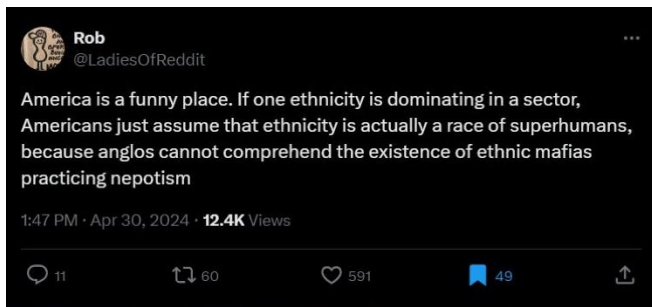 Rob
@LadiesOfReddit
America is a funny place. If one ethnicity is dominating in a sector,
Americans just assume that ethnicity is actually a race of superhumans,
because anglos cannot comprehend the existence of ethnic mafias
practicing nepotism
1:47 PM · Apr 30, 2024 · 12.4K Views
11 60 591 49